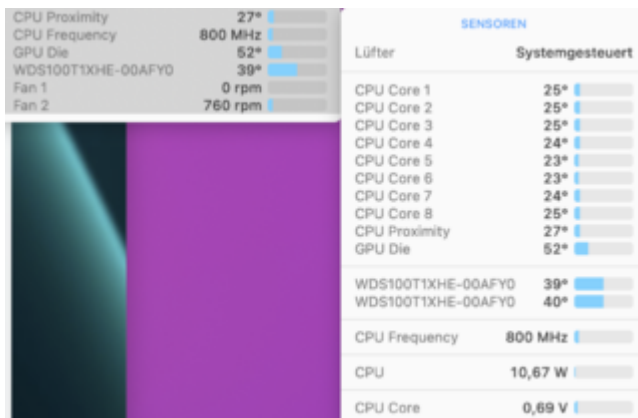 CPU Proximity 27°
CPU Frequency 800 MHz
GPU Die 52°
WDS100T1XHE-00AFY0 39°
Fan 1 0 rpm
Fan 2 760 rpm
SENSOREN
Lüfter Systemgesteuert
CPU Core 1 25°
CPU Core 2 25°
CPU Core 3 25°
CPU Core 4 24°
CPU Core 5 23°
CPU Core 6 23°
CPU Core 7 24°
CPU Core 8 25°
CPU Proximity 27°
GPU Die 52°
WDS100T1XHE-00AFY0 39°
WDS100T1XHE-00AFY0 40°
CPU Frequency 800 MHz
CPU 10,67 W
CPU Core 0,69 V